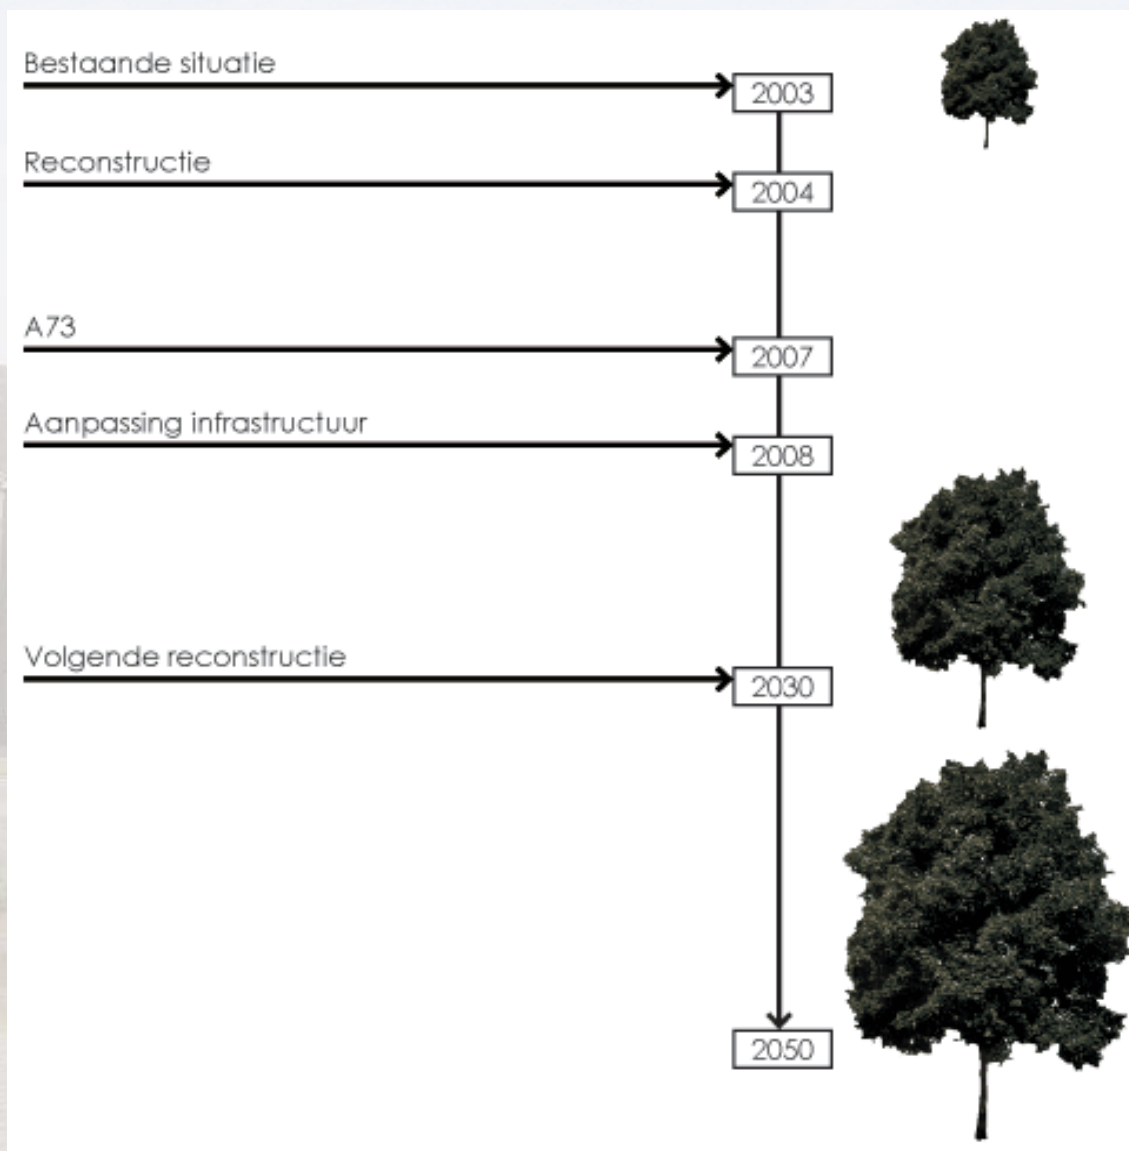 Bestaande situatie
2003
Reconstructie
2004
A73
2007
Aanpassing infrastructuur
2008
Volgende reconstructie
2030
2050